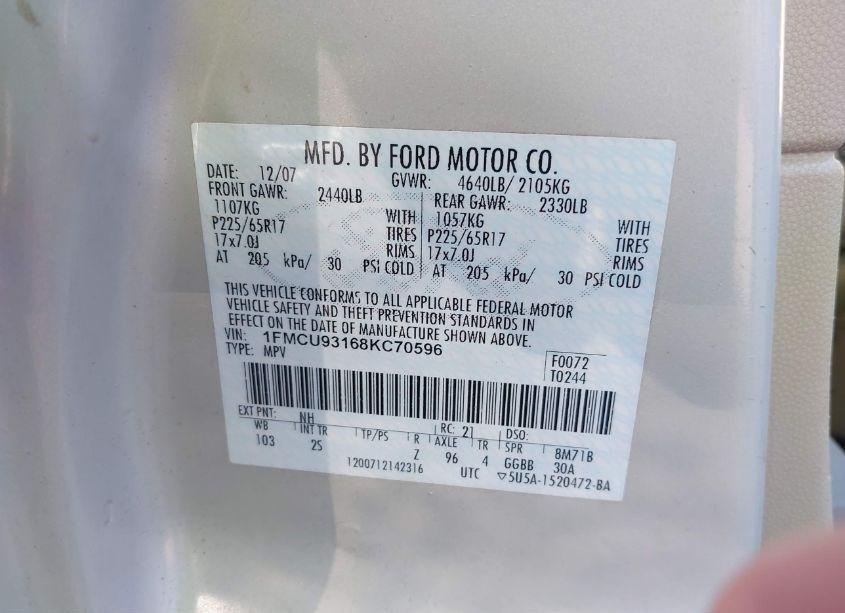 MFD. BY FORD MOTOR CO.
DATE: 12/07 GVWR: 4640LB/ 2105KG
FRONT GAWR: 2440LB REAR GAWR: 2330LB
1107KG WITH 1057KG WITH
P225/65R17 TIRES P225/65R17 TIRES
17x7.0J RIMS 17x7.0J RIMS
AT 205 kPa/ 30 PSI COLD AT 205 kPa/ 30 PSI COLD
THIS VEHICLE CONFORMS TO ALL APPLICABLE FEDERAL MOTOR
VEHICLE SAFETY AND THEFT PREVENTION STANDARDS IN
EFFECT ON THE DATE OF MANUFACTURE SHOWN ABOVE.
VIN: 1FMCU93168KC70596
TYPE: MPV
F0072
T0244
EXT PNT: NH RC: 21 DSO:
WB INT TR TP/PS R AXLE TR SPR 8M71B
103 2S Z 96 4 GGBB 30A
1200712142316 UTC ▽5U5A-1520472-BA